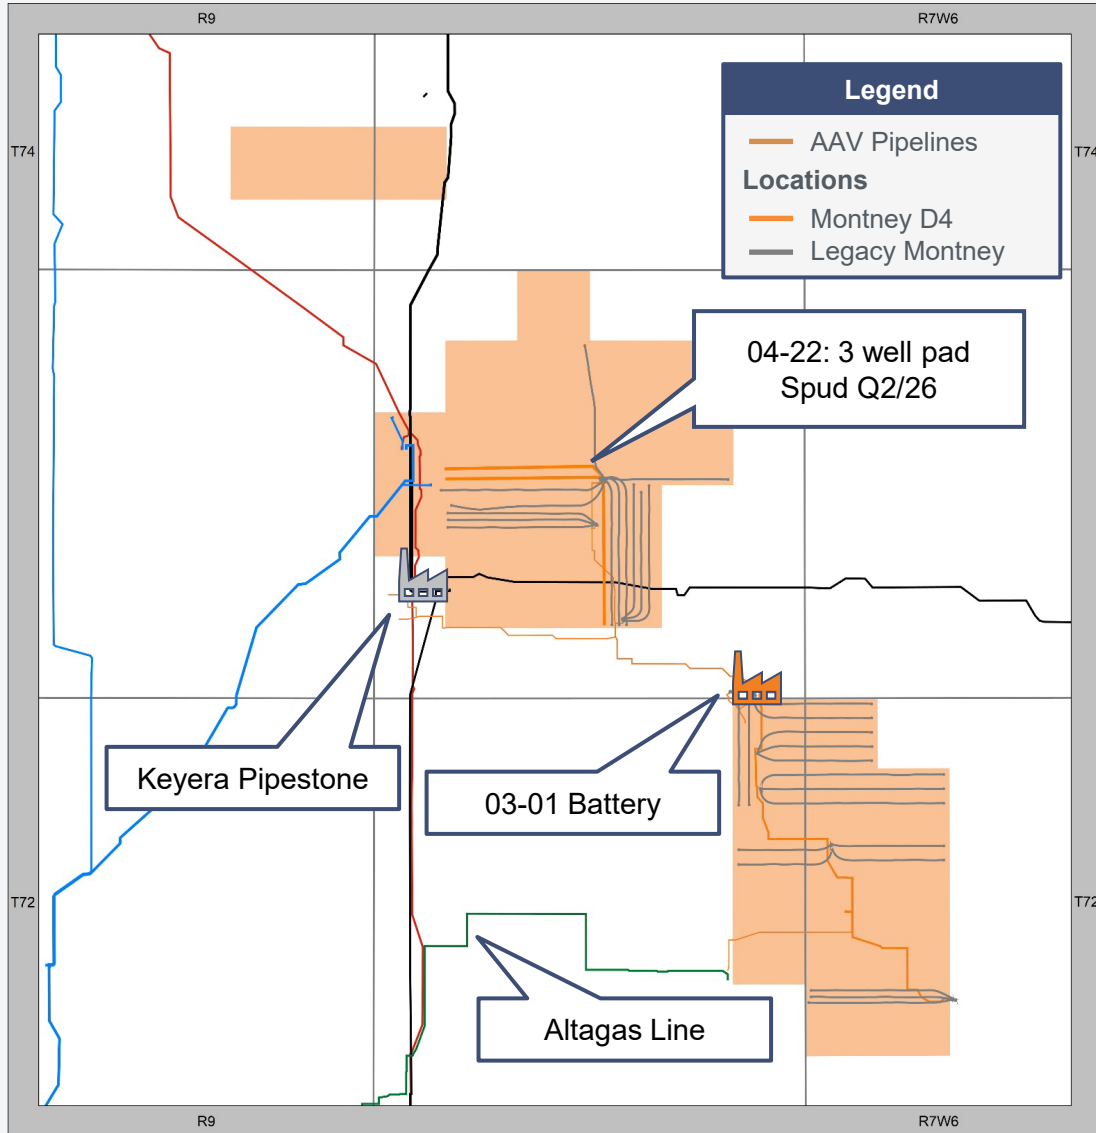 R9
R7W6
Legend
AAV Pipelines
Locations
Montney D4
Legacy Montney
T74
T74
04-22: 3 well pad
Spud Q2/26
Keyera Pipestone
03-01 Battery
T72
T72
Altagas Line
R9
R7W6